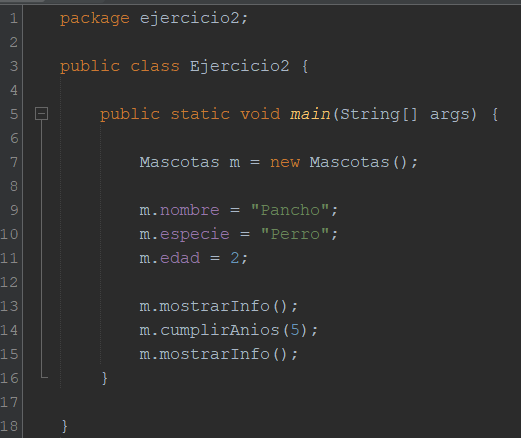 1 package ejercicio2;
2
3 public class Ejercicio2 {
4
5 public static void main(String[] args) {
6
7 Mascotas m = new Mascotas();
8
9 m.nombre = "Pancho";
10 m.especie = "Perro";
11 m.edad = 2;
12
13 m.mostrarInfo();
14 m.cumplirAnios(5);
15 m.mostrarInfo();
16 }
17
18 }